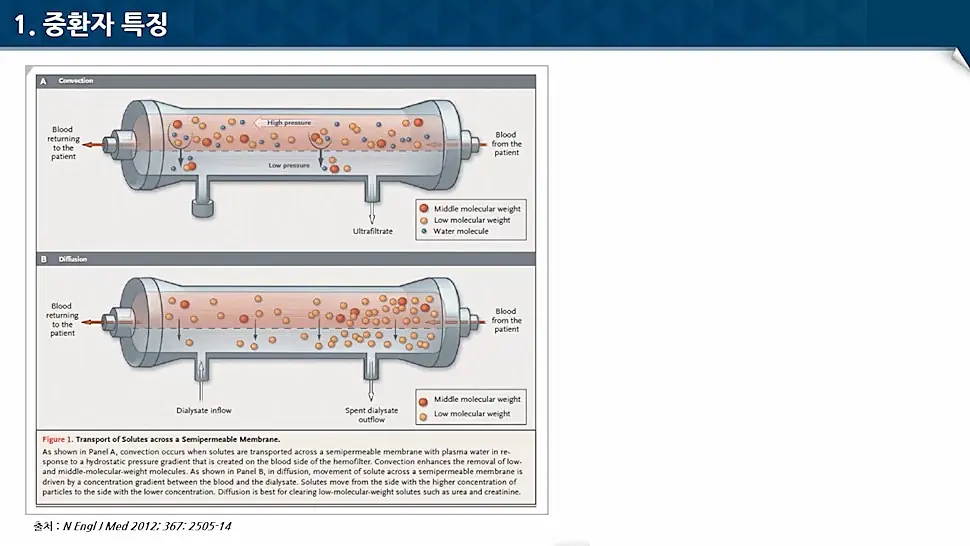 1. 중환자 특징
A Convection
Blood
returning
to the
patient
High pressure
Low pressure
Blood
from the
patient
Ultrafiltrate
Middle molecular weight
Low molecular weight
Water molecule
B Diffusion
Blood
returning
to the
patient
Blood
from the
patient
Dialysate inflow
Spent dialysate
outflow
Middle molecular weight
Low molecular weight
Figure 1. Transport of Solutes across a Semipermeable Membrane.
As shown in Panel A, convection occurs when solutes are transported across a semipermeable membrane with plasma water in re-
sponse to a hydrostatic pressure gradient that is created on the blood side of the hemofilter. Convection enhances the removal of low-
and middle-molecular-weight molecules. As shown in Panel B, in diffusion, movement of solute across a semipermeable membrane is
driven by a concentration gradient between the blood and the dialysate. Solutes move from the side with the higher concentration of
particles to the side with the lower concentration. Diffusion is best for clearing low-molecular-weight solutes such as urea and creatinine.
출처 : N Engl J Med 2012; 367: 2505-14